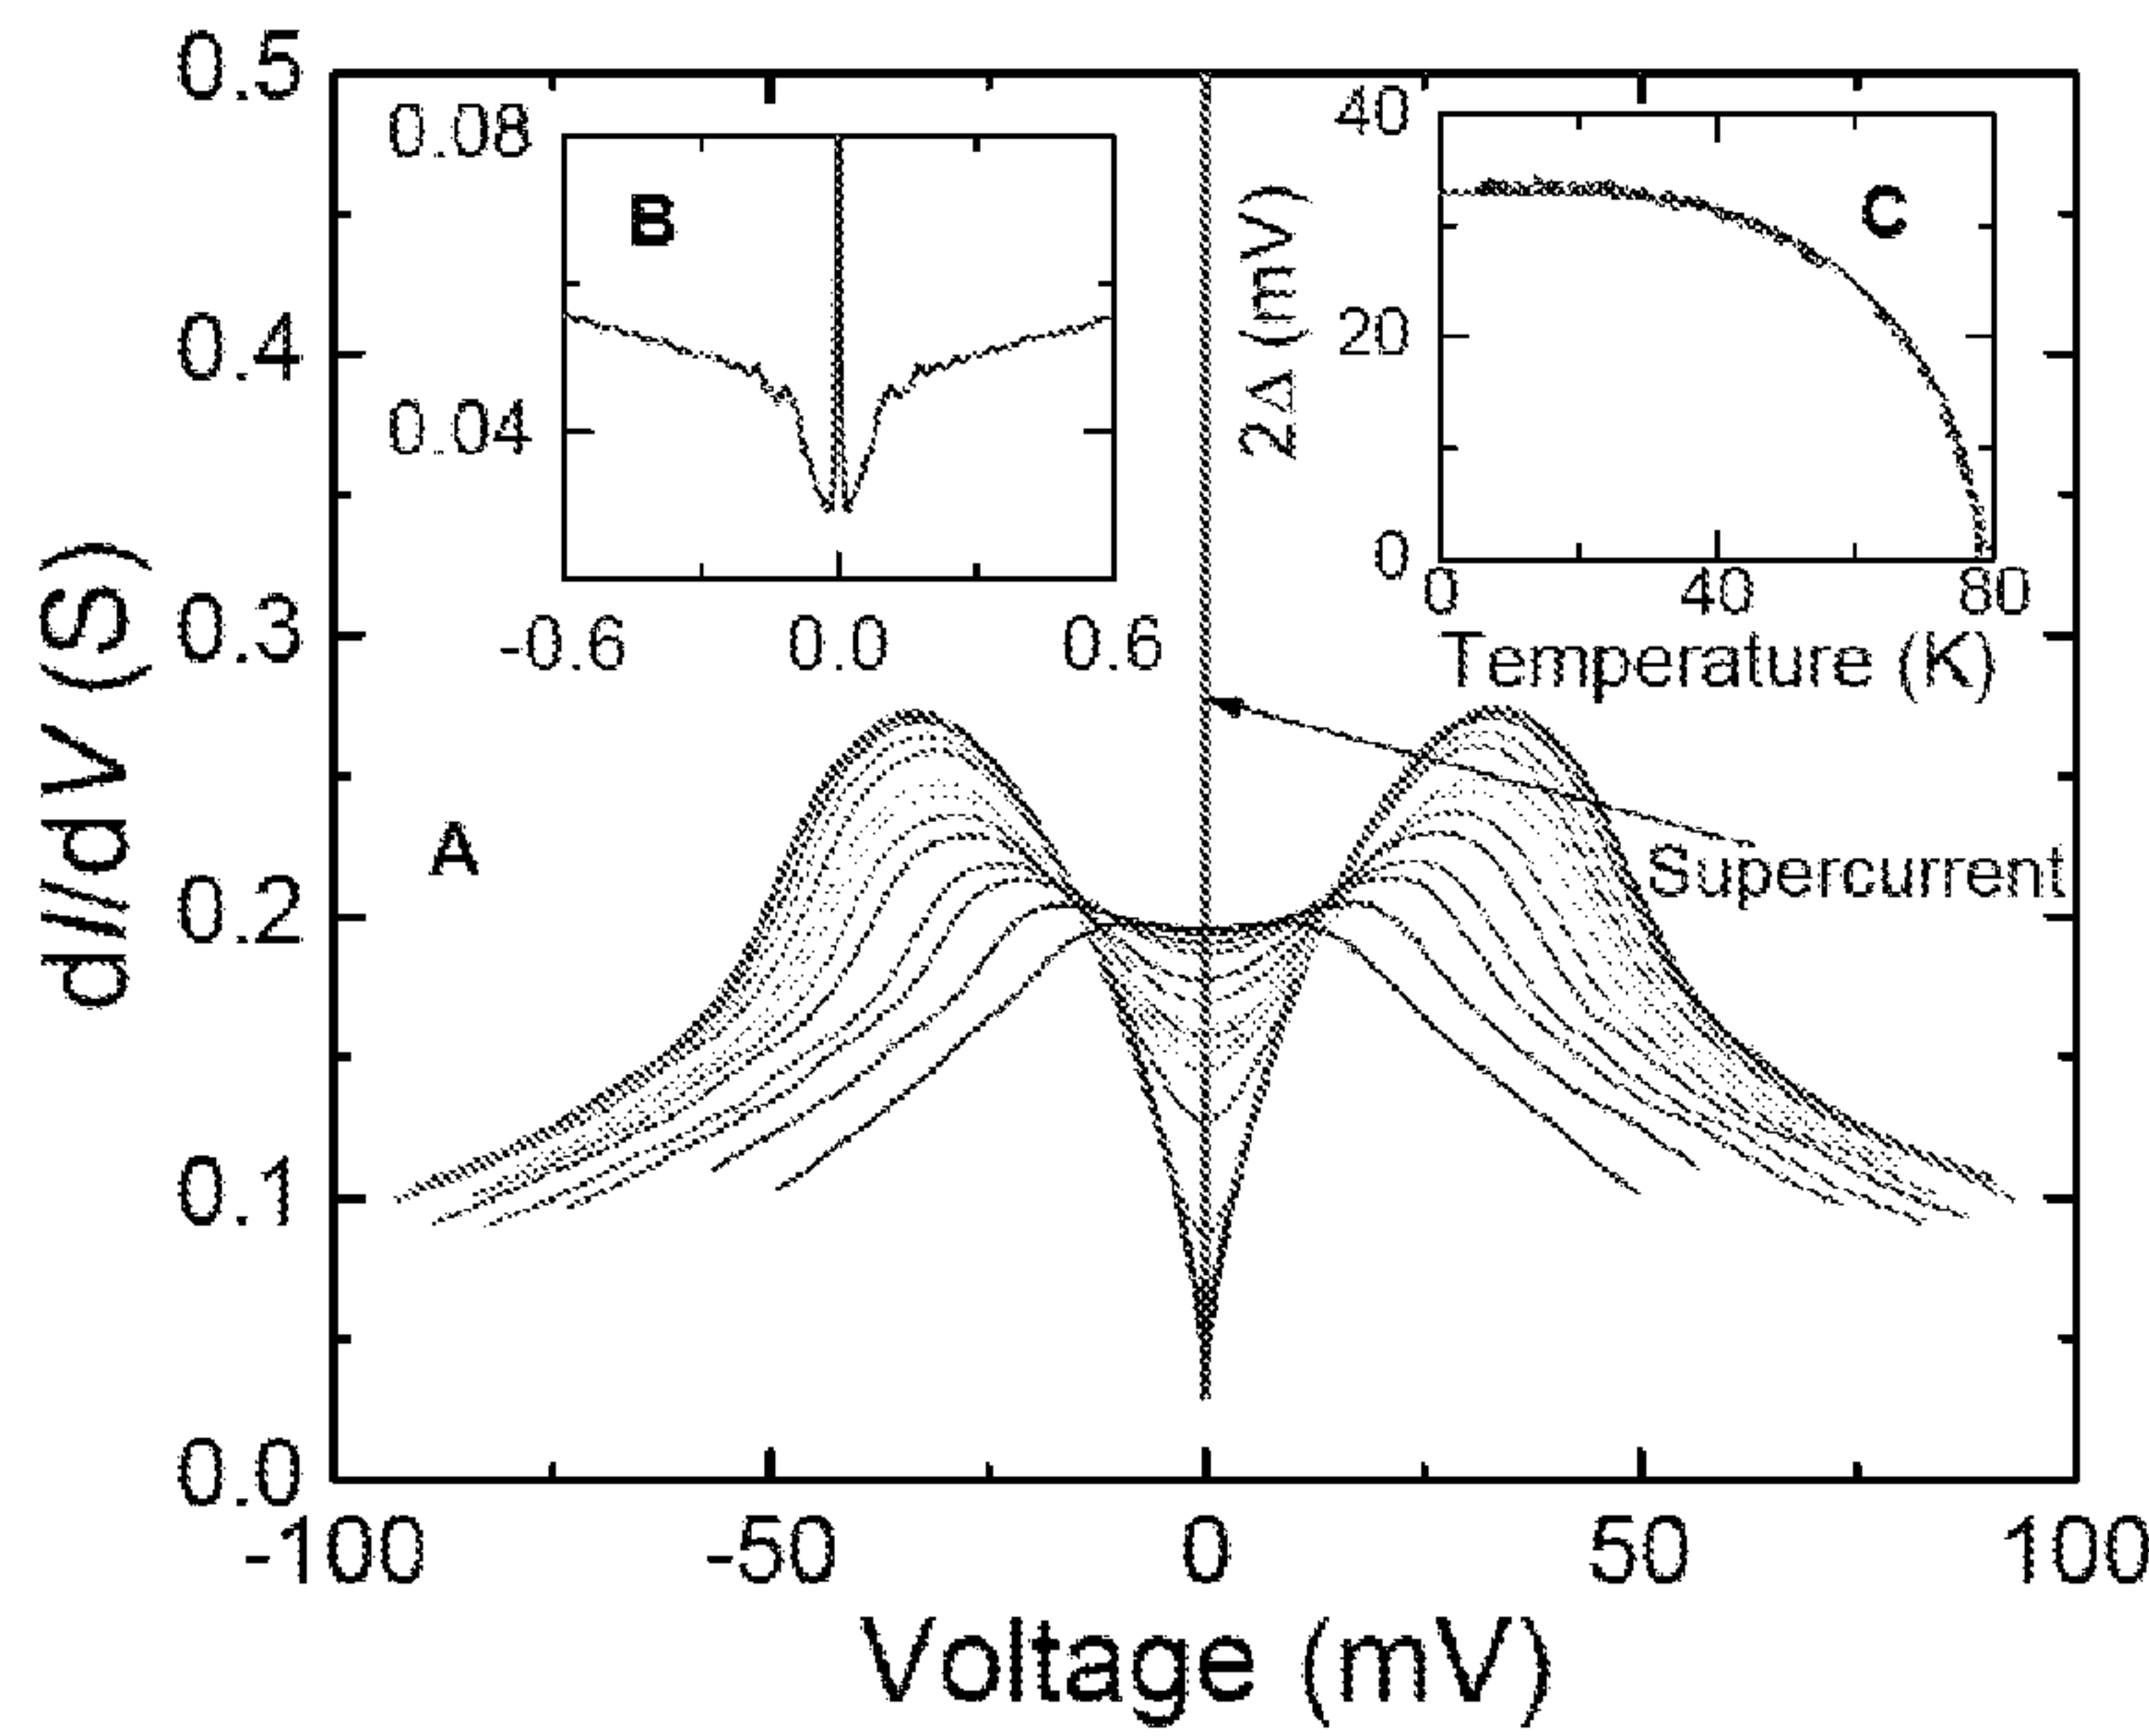 0.5
0.4
0.3
0.2
0.1
0.0
dI/dV (S)
-100
-50
0
50
100
Voltage (mV)
A
Supercurrent
0.08
0.04
B
-0.6
0.0
0.6
40
20
0
2Δ (mV)
C
0
40
80
Temperature (K)